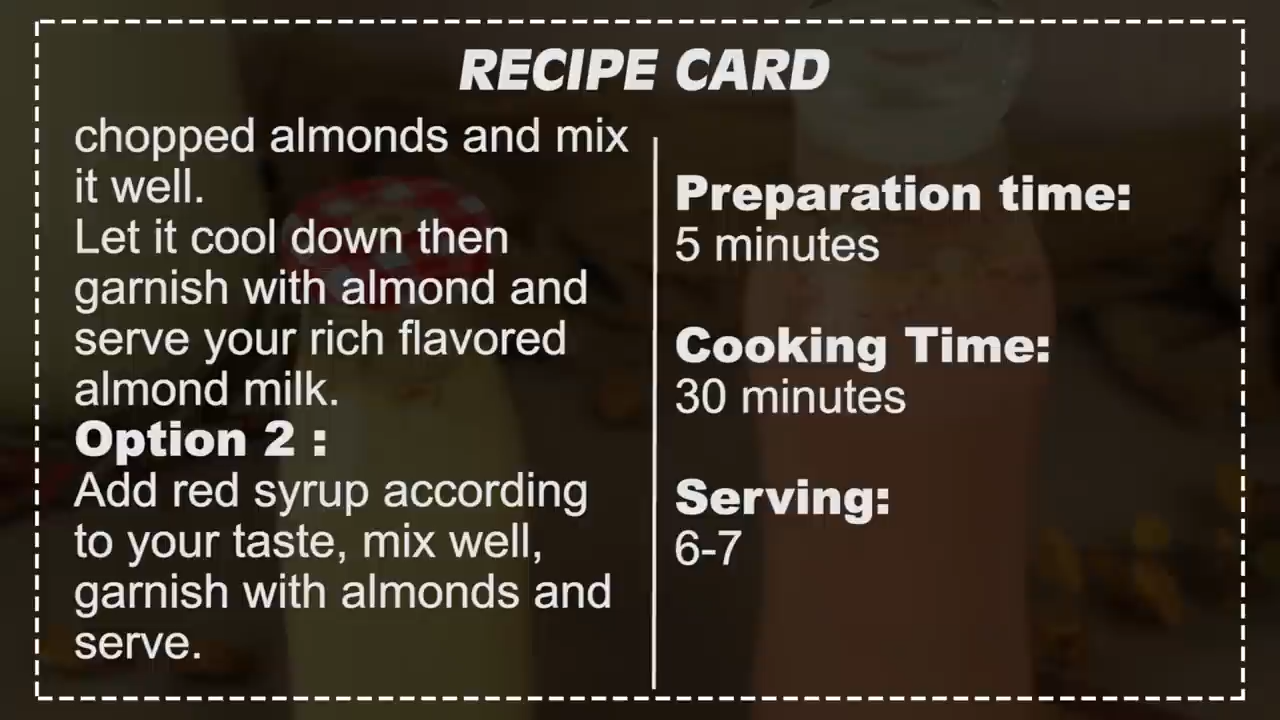 RECIPE CARD
chopped almonds and mix
it well.
Let it cool down then
garnish with almond and
serve your rich flavored
almond milk.
Option 2 :
Add red syrup according
to your taste, mix well,
garnish with almonds and
serve.
Preparation time:
5 minutes
Cooking Time:
30 minutes
Serving:
6-7